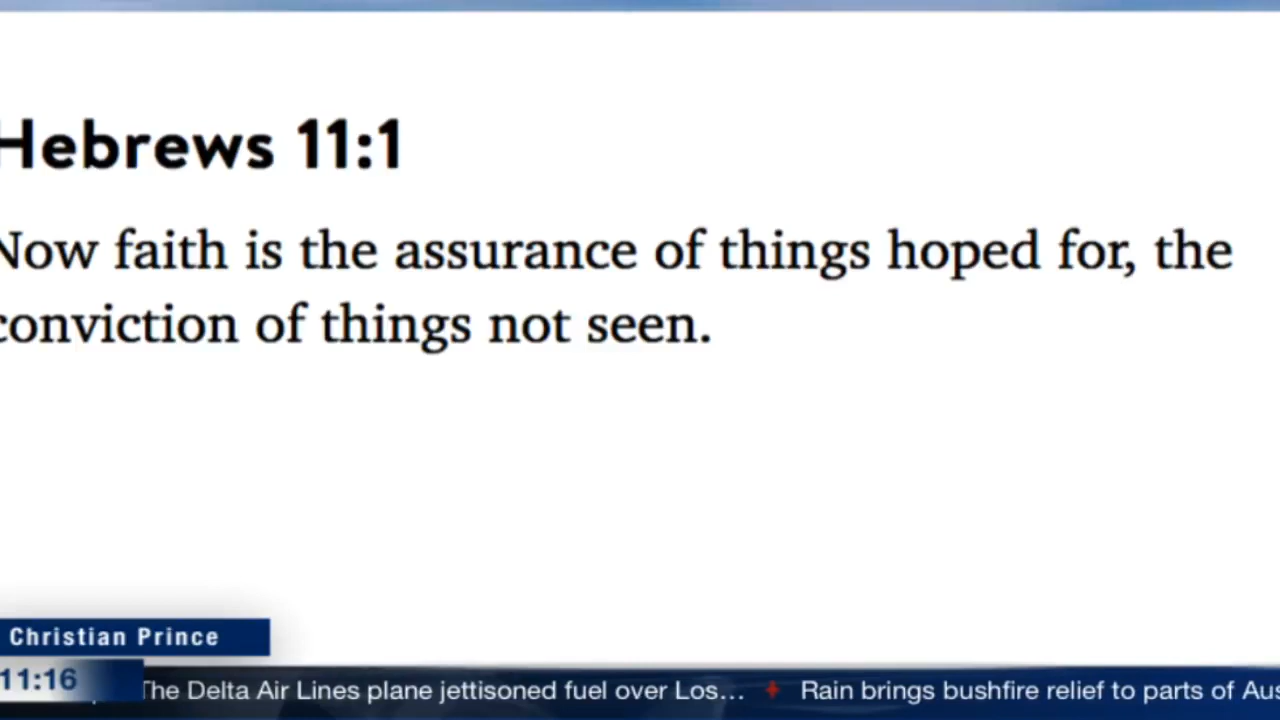 Hebrews 11:1
Now faith is the assurance of things hoped for, the
conviction of things not seen.
Christian Prince
11:16
The Delta Air Lines plane jettisoned fuel over Los... Rain brings bushfire relief to parts of Aus